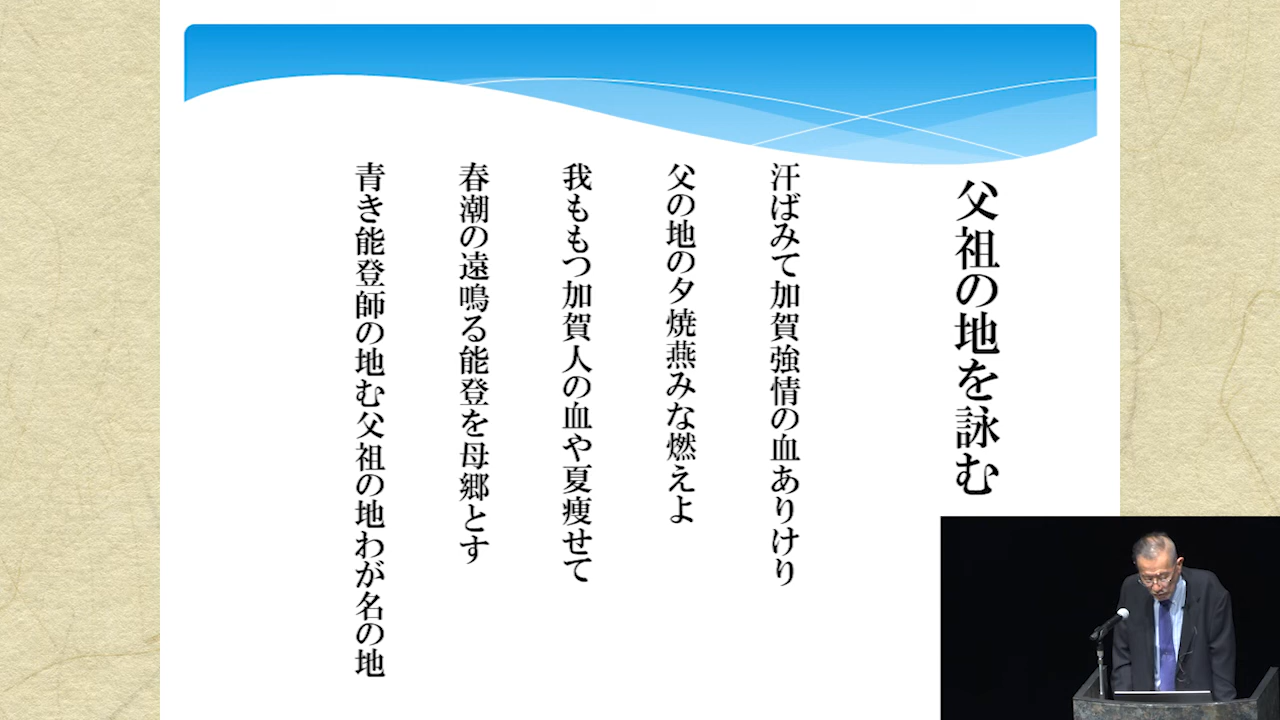 父祖の地を詠む
汗ばみて加賀強情の血ありけり
父の地の夕焼燕みな燃えよ
我ももつ加賀人の血や夏痩せて
春潮の遠鳴る能登を母郷とす
青き能登師の地む父祖の地わが名の地